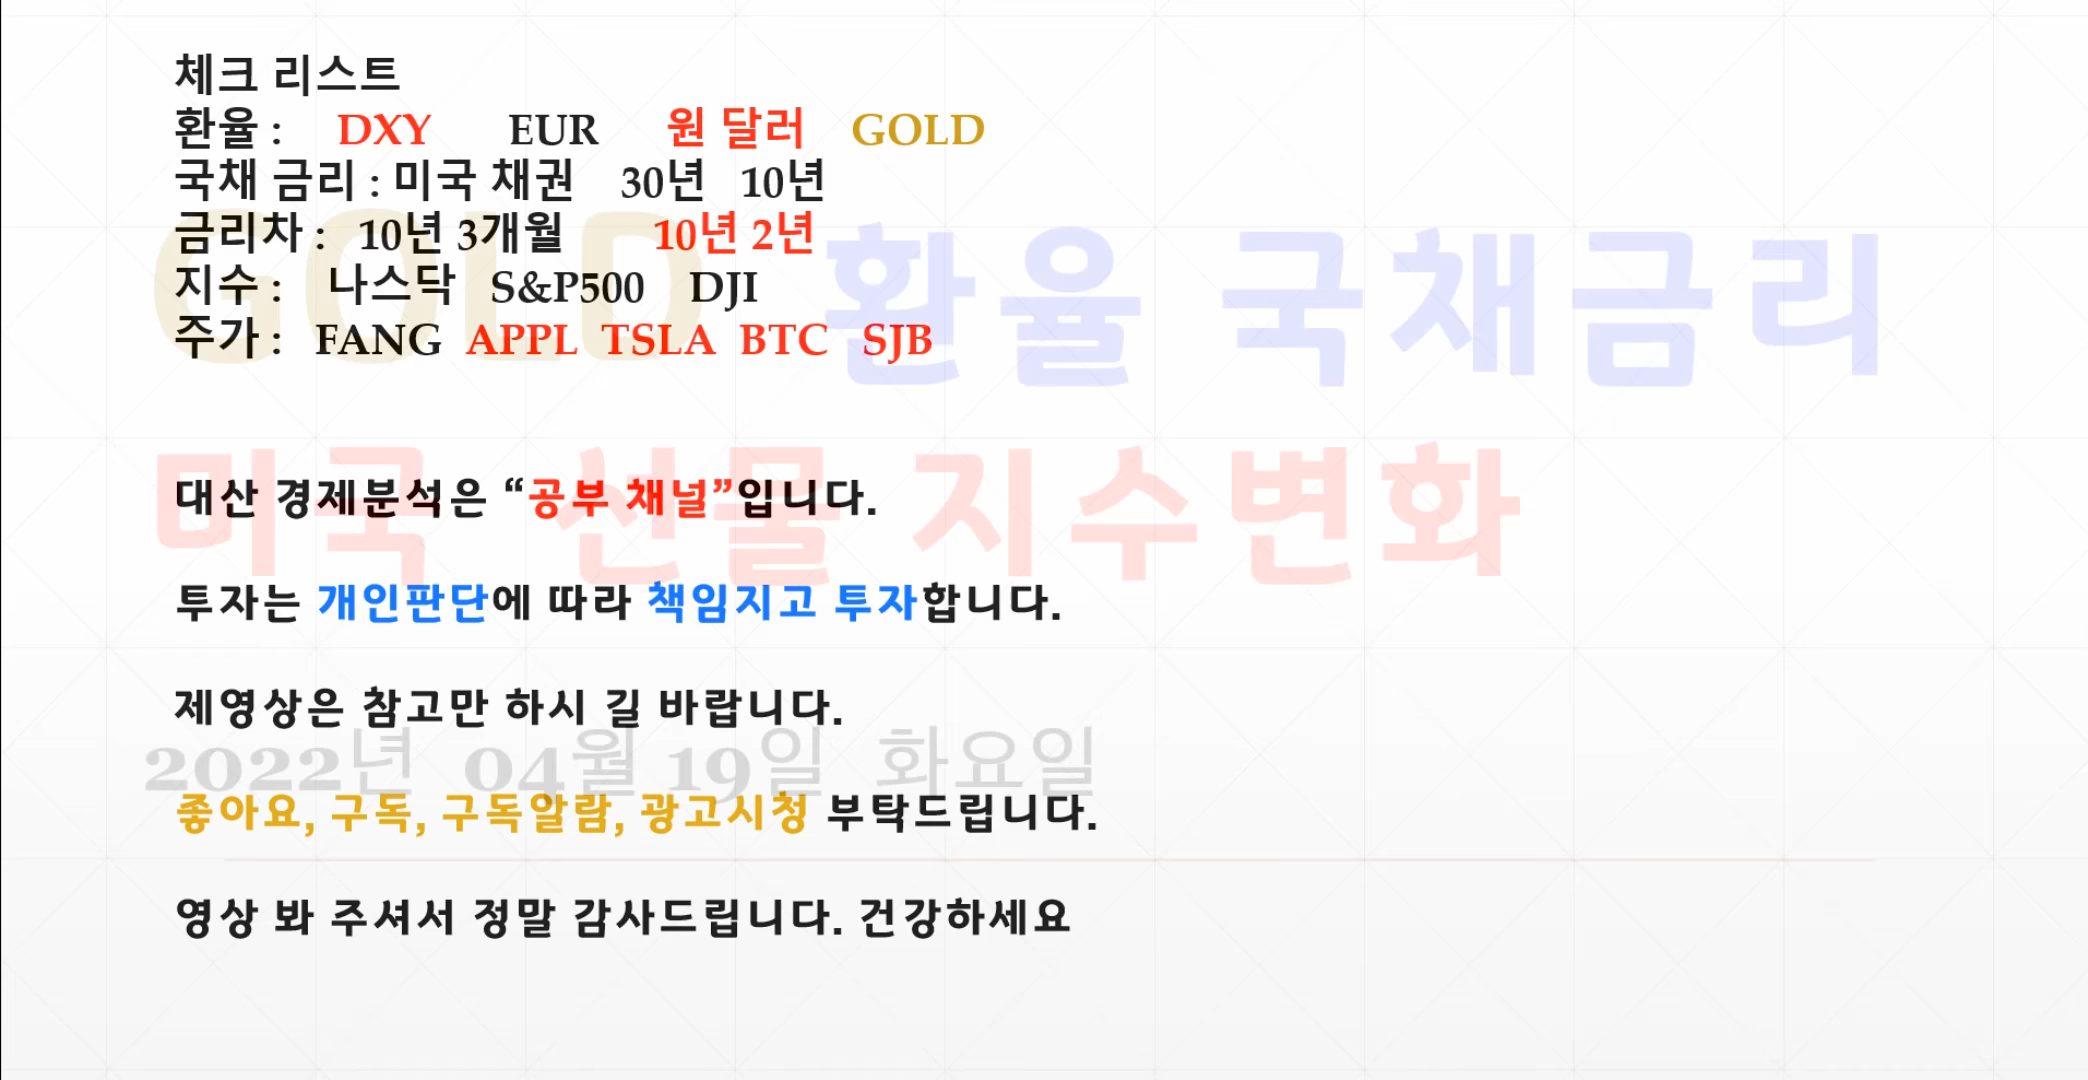 체크 리스트
환율 : DXY EUR 원 달러 GOLD
국채 금리 : 미국 채권 30년 10년
금리차 : 10년 3개월 10년 2년
지수 : 나스닥 S&P500 DJI
주가 : FANG APPL TSLA BTC SJB
GOLD 환율 국채금리
미국 선물 지수변화
대산 경제분석은 “공부 채널”입니다.
투자는 개인판단에 따라 책임지고 투자합니다.
제영상은 참고만 하시 길 바랍니다.
2022년 04월 19일 화요일
좋아요, 구독, 구독알람, 광고시청 부탁드립니다.
영상 봐 주셔서 정말 감사드립니다. 건강하세요